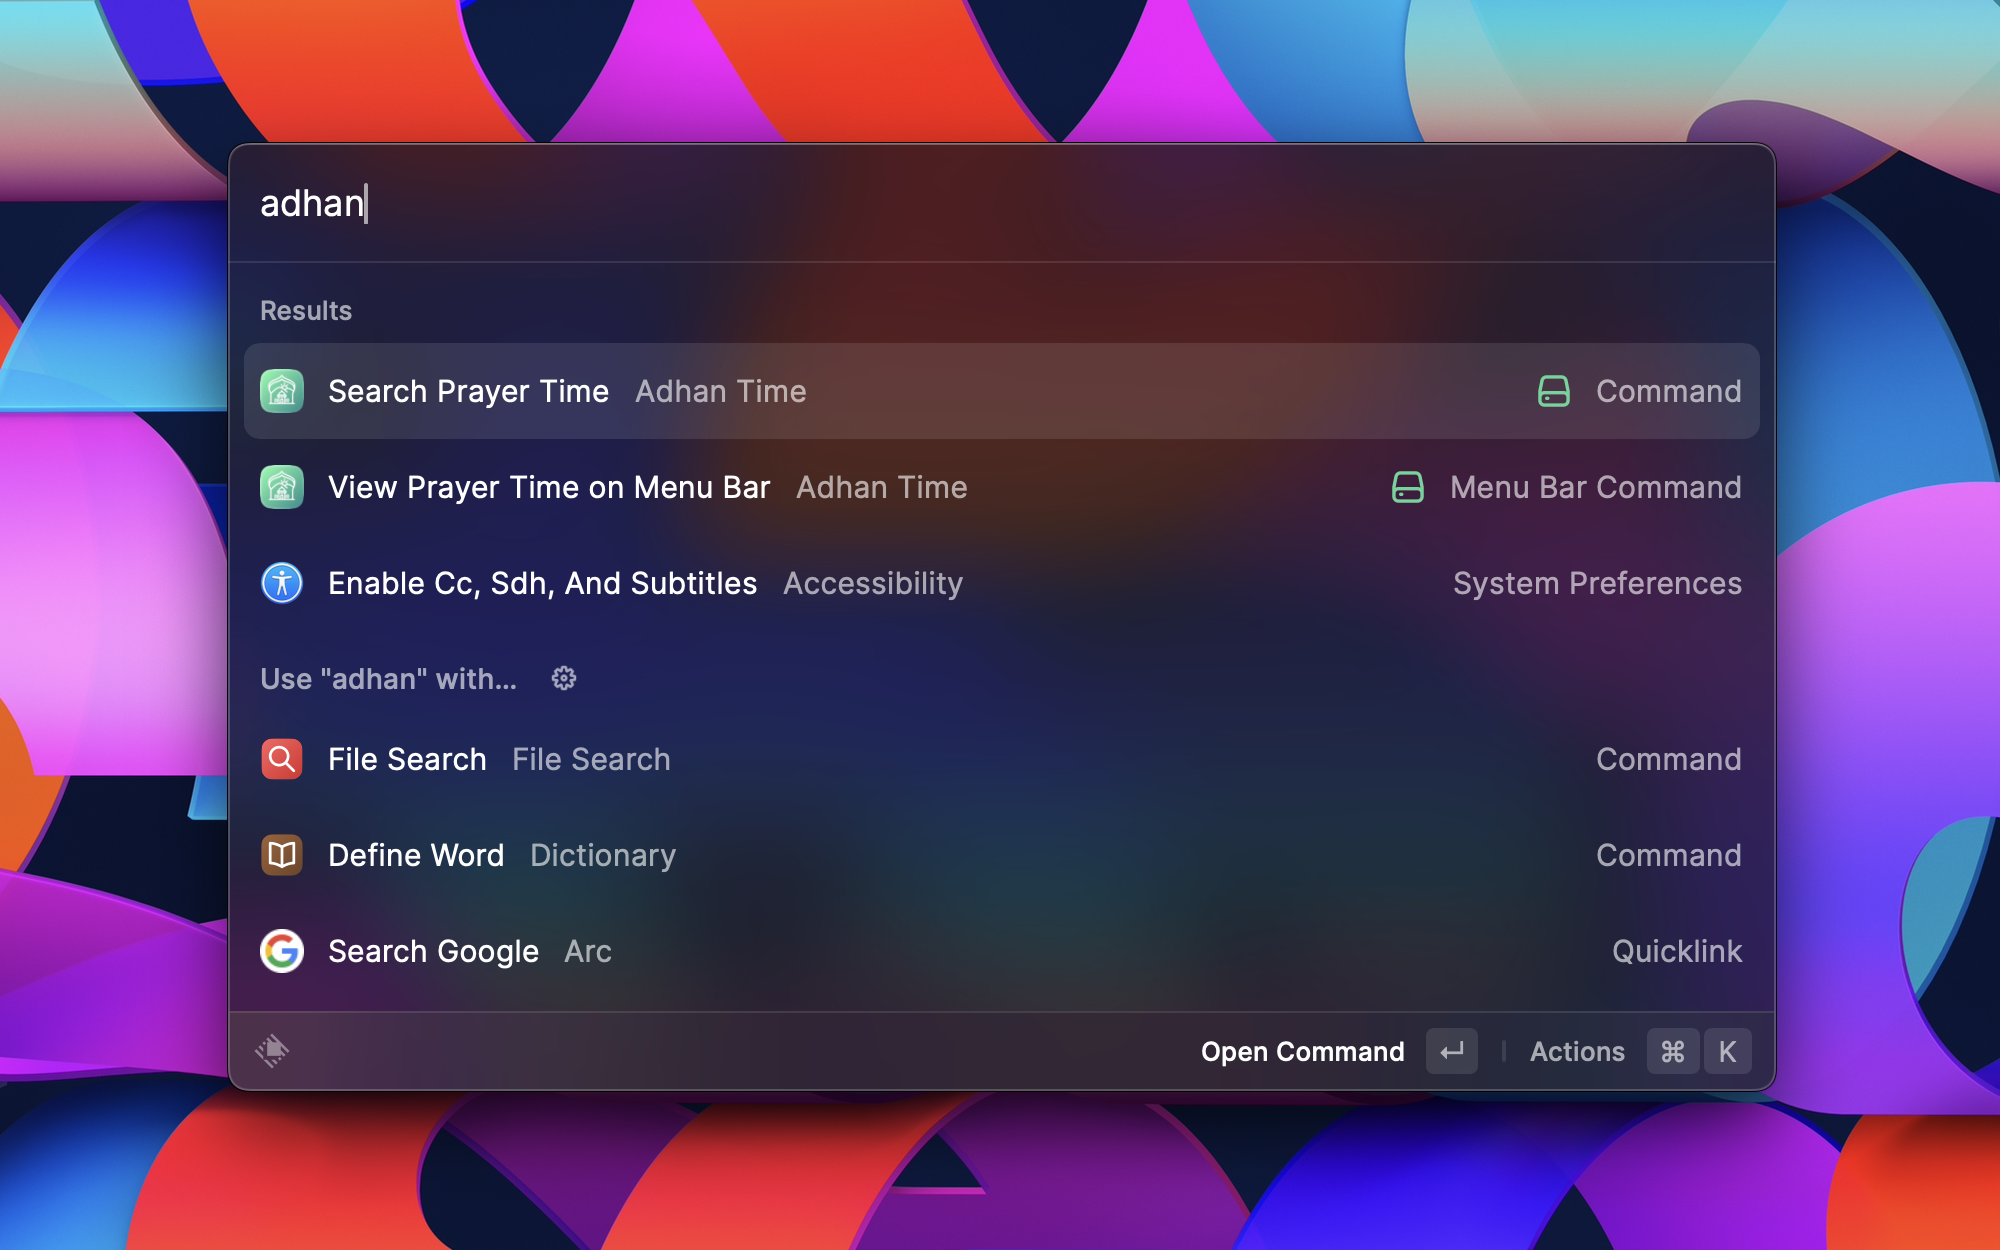 adhan
Results
Search Prayer Time Adhan Time Command
View Prayer Time on Menu Bar Adhan Time Menu Bar Command
Enable Cc, Sdh, And Subtitles Accessibility System Preferences
Use "adhan" with...
File Search File Search Command
Define Word Dictionary Command
Search Google Arc Quicklink
Open Command ↵ Actions ⌘ K